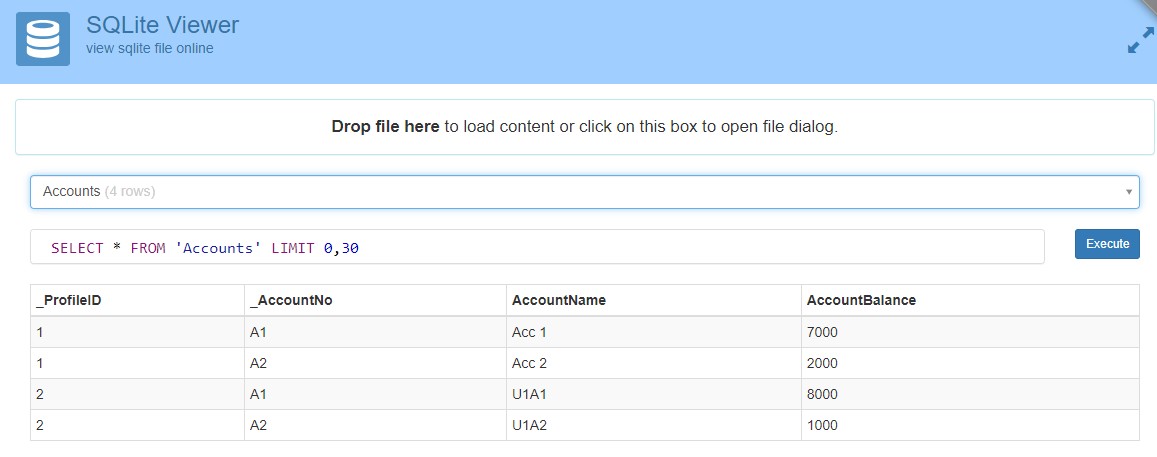 SQLite Viewer
view sqlite file online
Drop file here to load content or click on this box to open file dialog.
Accounts (4 rows)
SELECT * FROM 'Accounts' LIMIT 0,30
Execute
_ProfileID _AccountNo AccountName AccountBalance
1 A1 Acc 1 7000
1 A2 Acc 2 2000
2 A1 U1A1 8000
2 A2 U1A2 1000